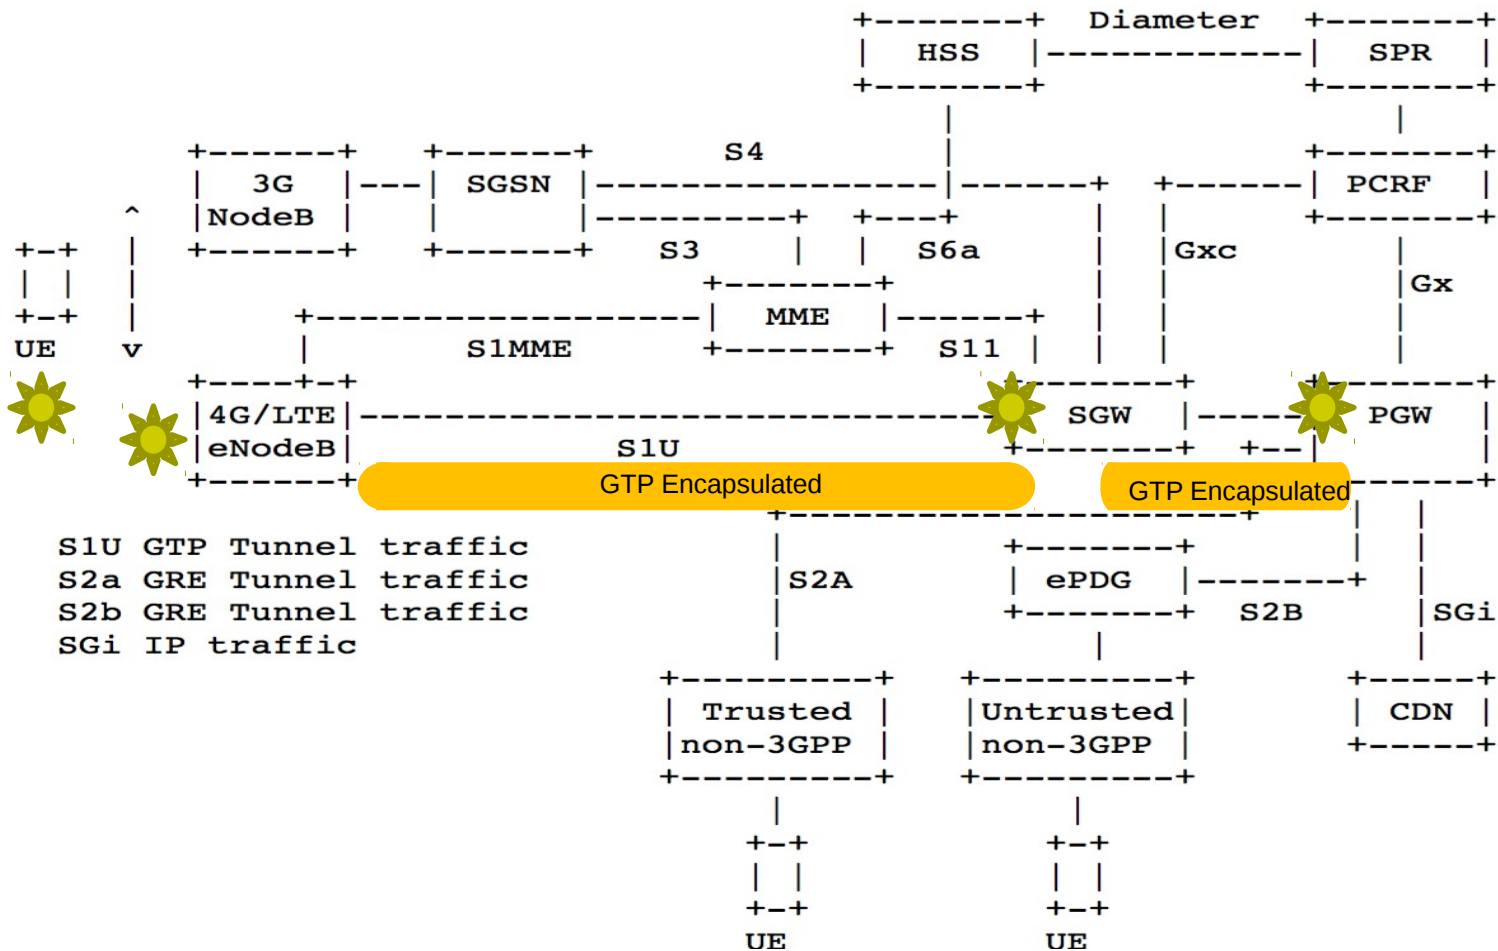 Diameter
HSS
SPR
S4
3G
NodeB
SGSN
PCRF
S3
S6a
Gxc
Gx
UE
v
S1MME
MME
S11
4G/LTE
eNodeB
S1U
SGW
PGW
GTP Encapsulated
GTP Encapsulated
S1U GTP Tunnel traffic
S2a GRE Tunnel traffic
S2b GRE Tunnel traffic
SGi IP traffic
S2A
ePDG
S2B
SGi
Trusted
non-3GPP
Untrusted
non-3GPP
CDN
UE
UE